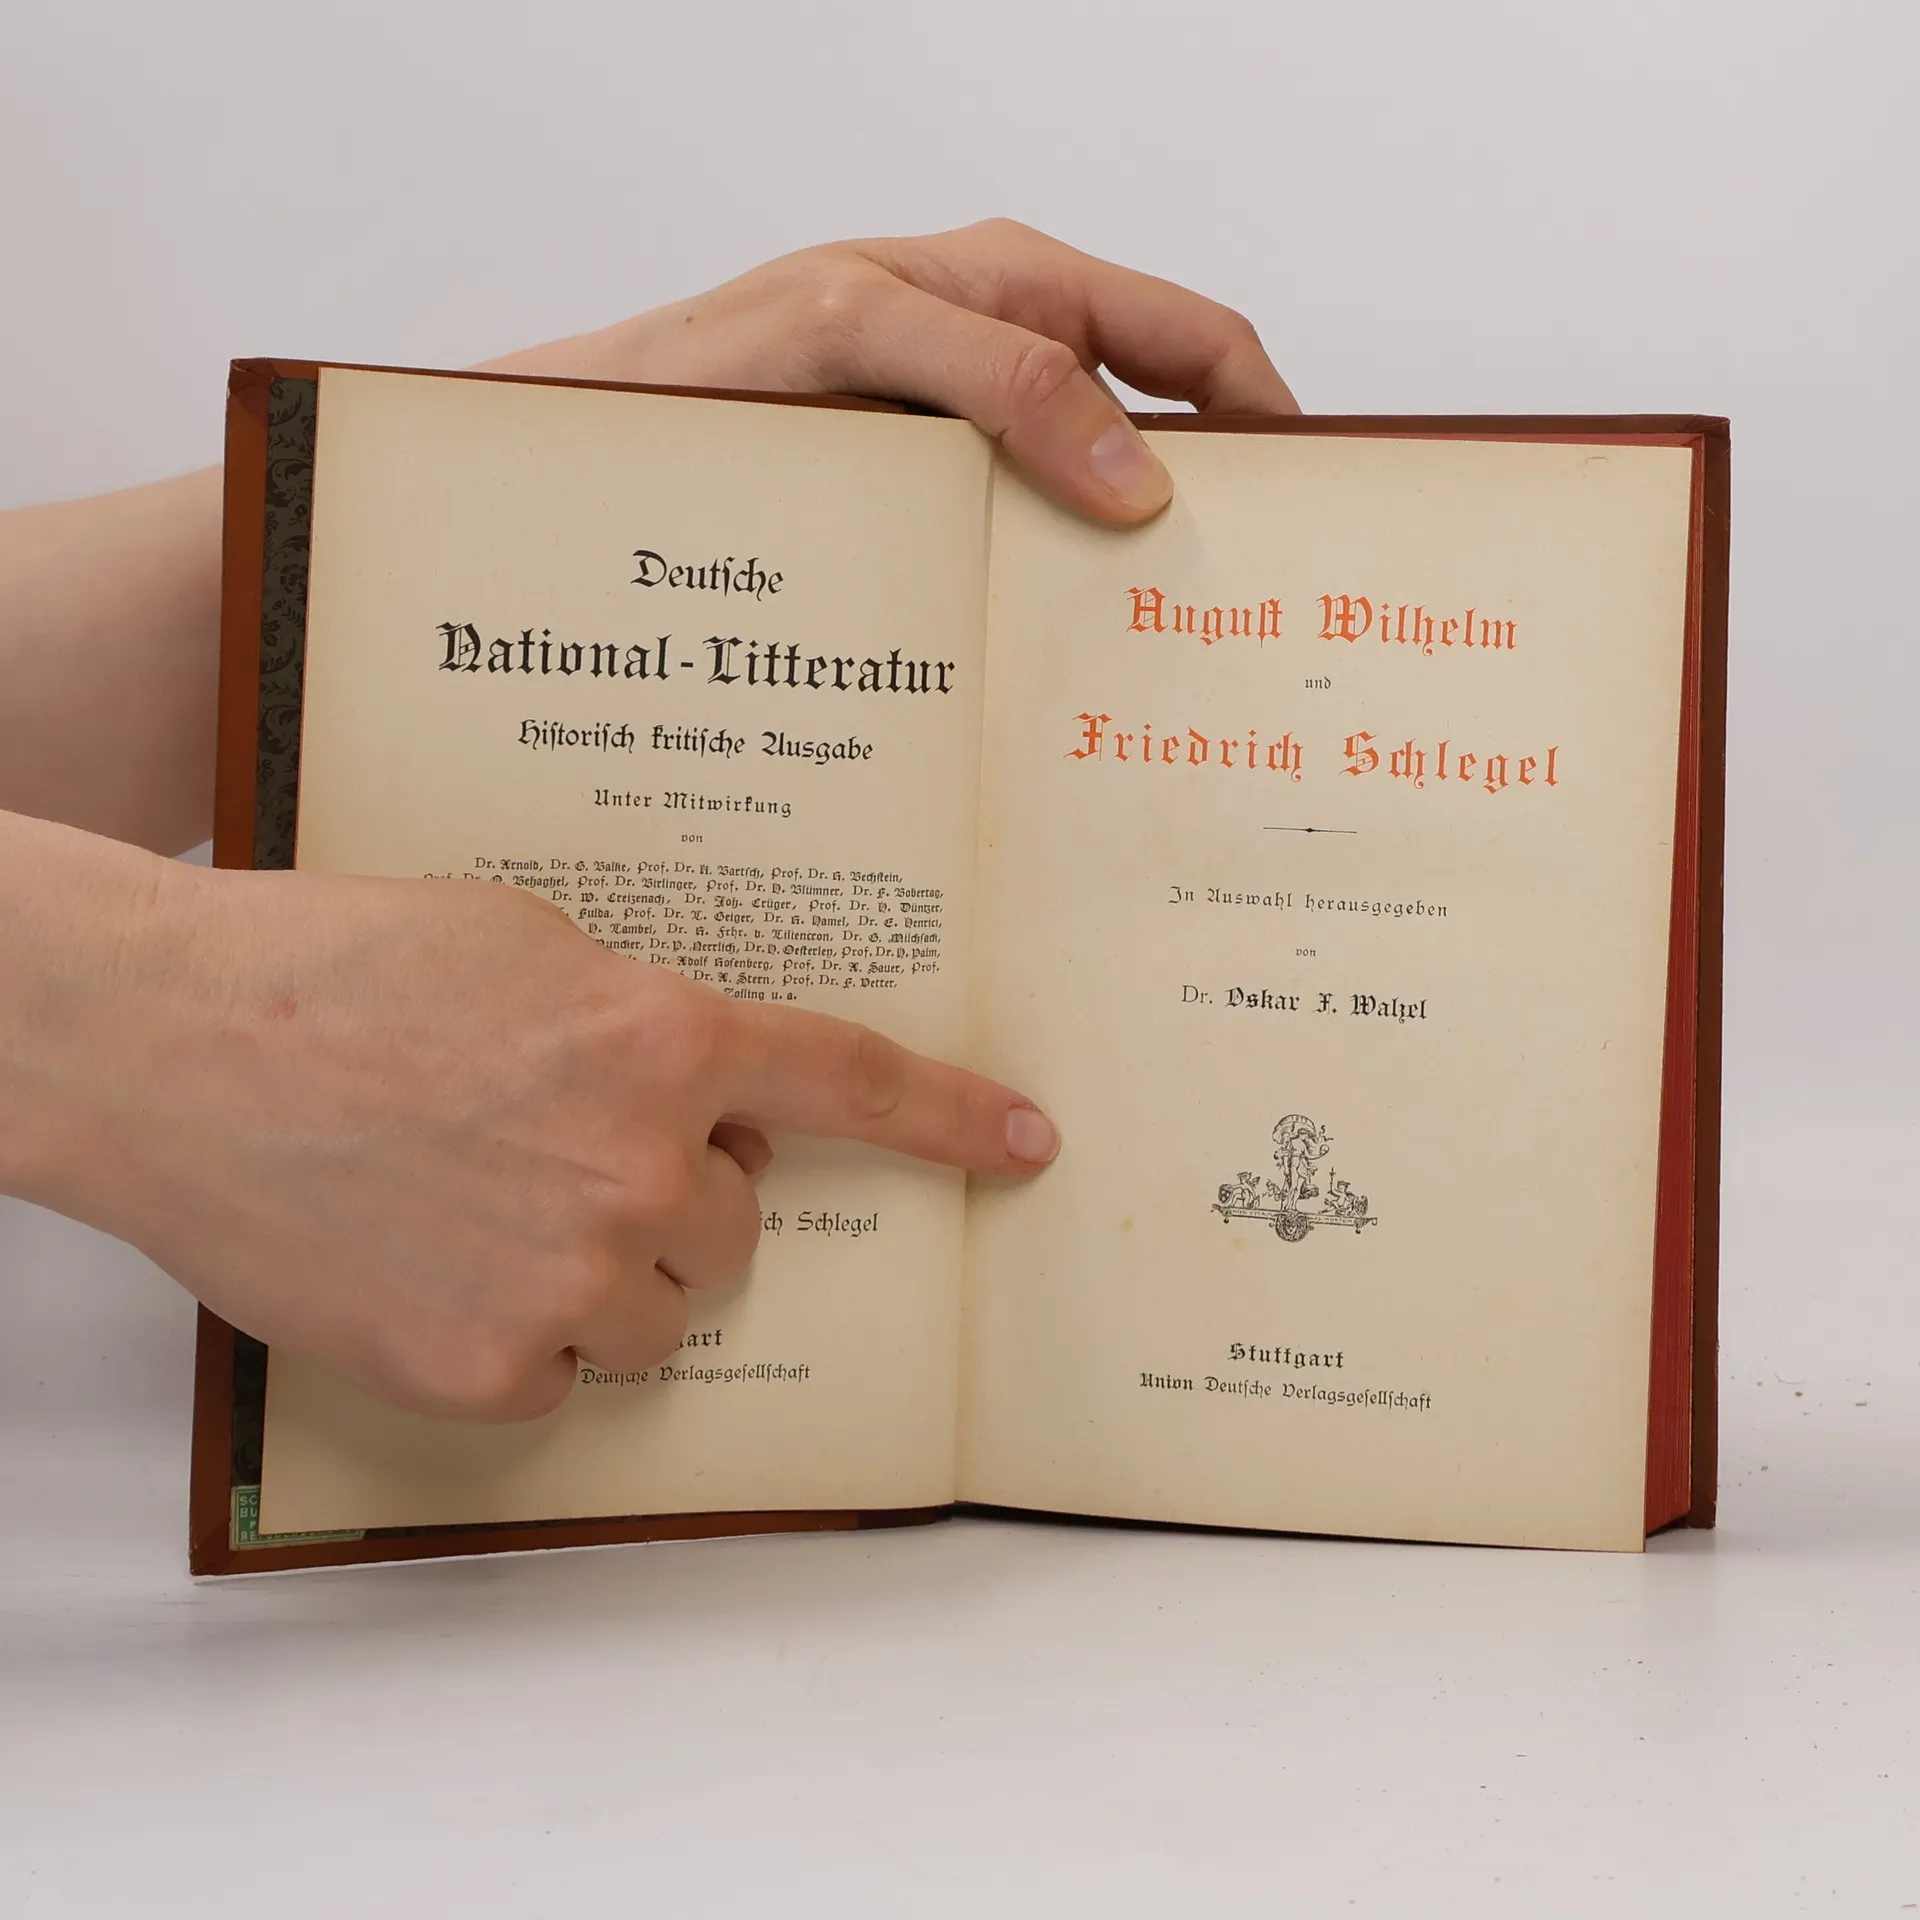 Deutsche
National-Litteratur
Historisch kritische Ausgabe
Unter Mitwirkung
von
Dr. Arnold, Dr. G. Balke, Prof. Dr. K. Bartsch, Prof. Dr. R. Bechstein,
Prof. Dr. O. Behaghel, Prof. Dr. Birlinger, Prof. Dr. H. Blümner, Dr. F. Bobertag,
Dr. W. Creizenach, Dr. Joh. Crüger, Prof. Dr. H. Düntzer,
Fulda, Prof. Dr. L. Geiger, Dr. K. Hamel, Dr. E. Henrici,
H. Lambel, Dr. K. Frhr. v. Liliencron, Dr. G. Milchsack,
Muncker, Dr. P. Nerrlich, Dr. H. Oesterley, Prof. Dr. H. Palm,
Dr. Adolf Rosenberg, Prof. Dr. A. Sauer, Prof.
Dr. A. Stern, Prof. Dr. F. Vetter,
Zolling u. a.
Schlegel
Deutsche Verlagsgesellschaft
August Wilhelm
und
Friedrich Schlegel
In Auswahl herausgegeben
von
Dr. Oskar F. Walzel
Stuttgart
Union Deutsche Verlagsgesellschaft